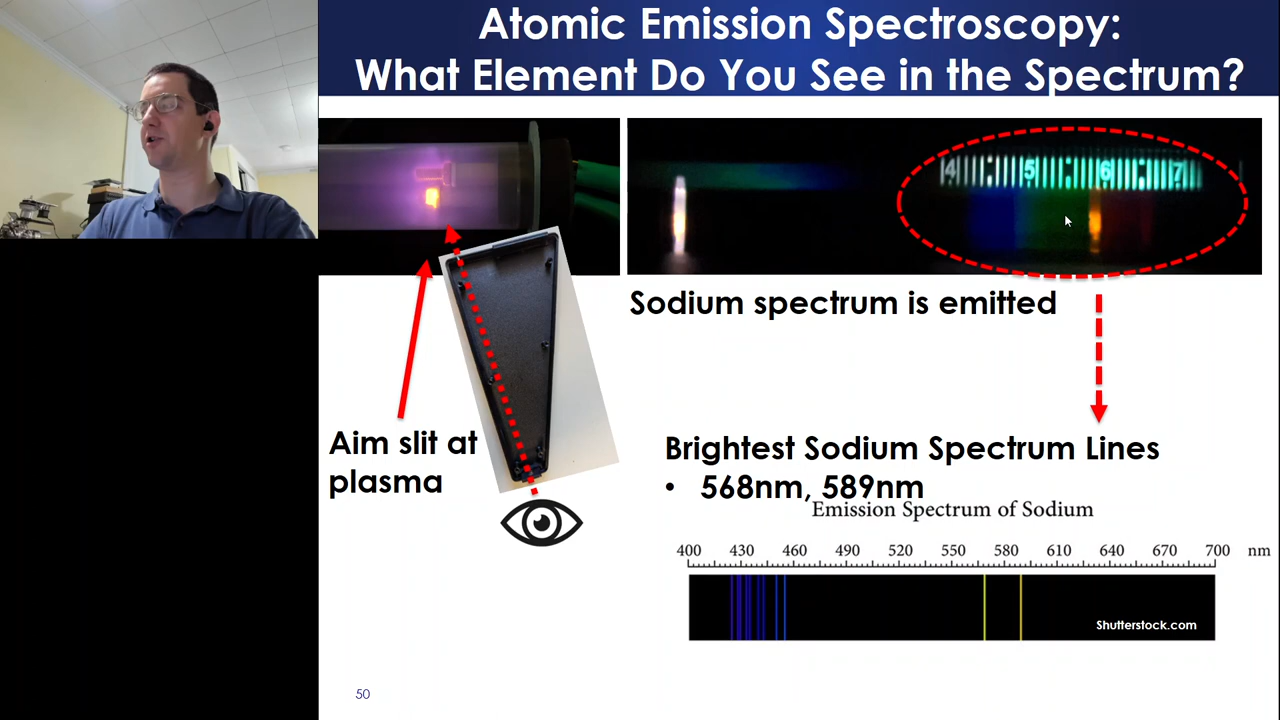 Atomic Emission Spectroscopy:
What Element Do You See in the Spectrum?
4 5 6 7
Sodium spectrum is emitted
Aim slit at
plasma
Brightest Sodium Spectrum Lines
• 568nm, 589nm
Emission Spectrum of Sodium
400 430 460 490 520 550 580 610 640 670 700 nm
Shutterstock.com
50